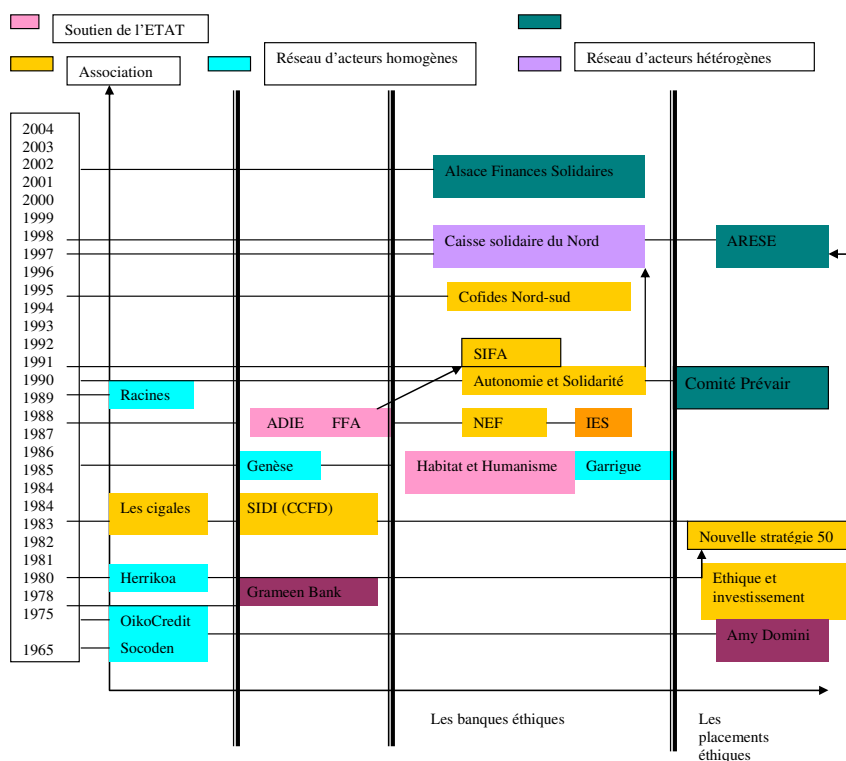 Soutien de l'ETAT
Association
Réseau d'acteurs homogènes
Réseau d'acteurs hétérogènes
2004
2003
2002
2001
2000
1999
1998
1997
1996
1995
1994
1993
1992
1991
1990
1989
1988
1987
1986
1985
1984
1984
1983
1982
1981
1980
1978
1975
1965
Alsace Finances Solidaires
Caisse solidaire du Nord
ARESE
Cofides Nord-sud
SIFA
Autonomie et Solidarité
Comité Prévair
Racines
ADIE FFA
NEF
IES
Genèse
Habitat et Humanisme
Garrigue
Les cigales
SIDI (CCFD)
Nouvelle stratégie 50
Herrikoa
Grameen Bank
Ethique et
investissement
OikoCredit
Socoden
Amy Domini
Les banques éthiques
Les
placements
éthiques